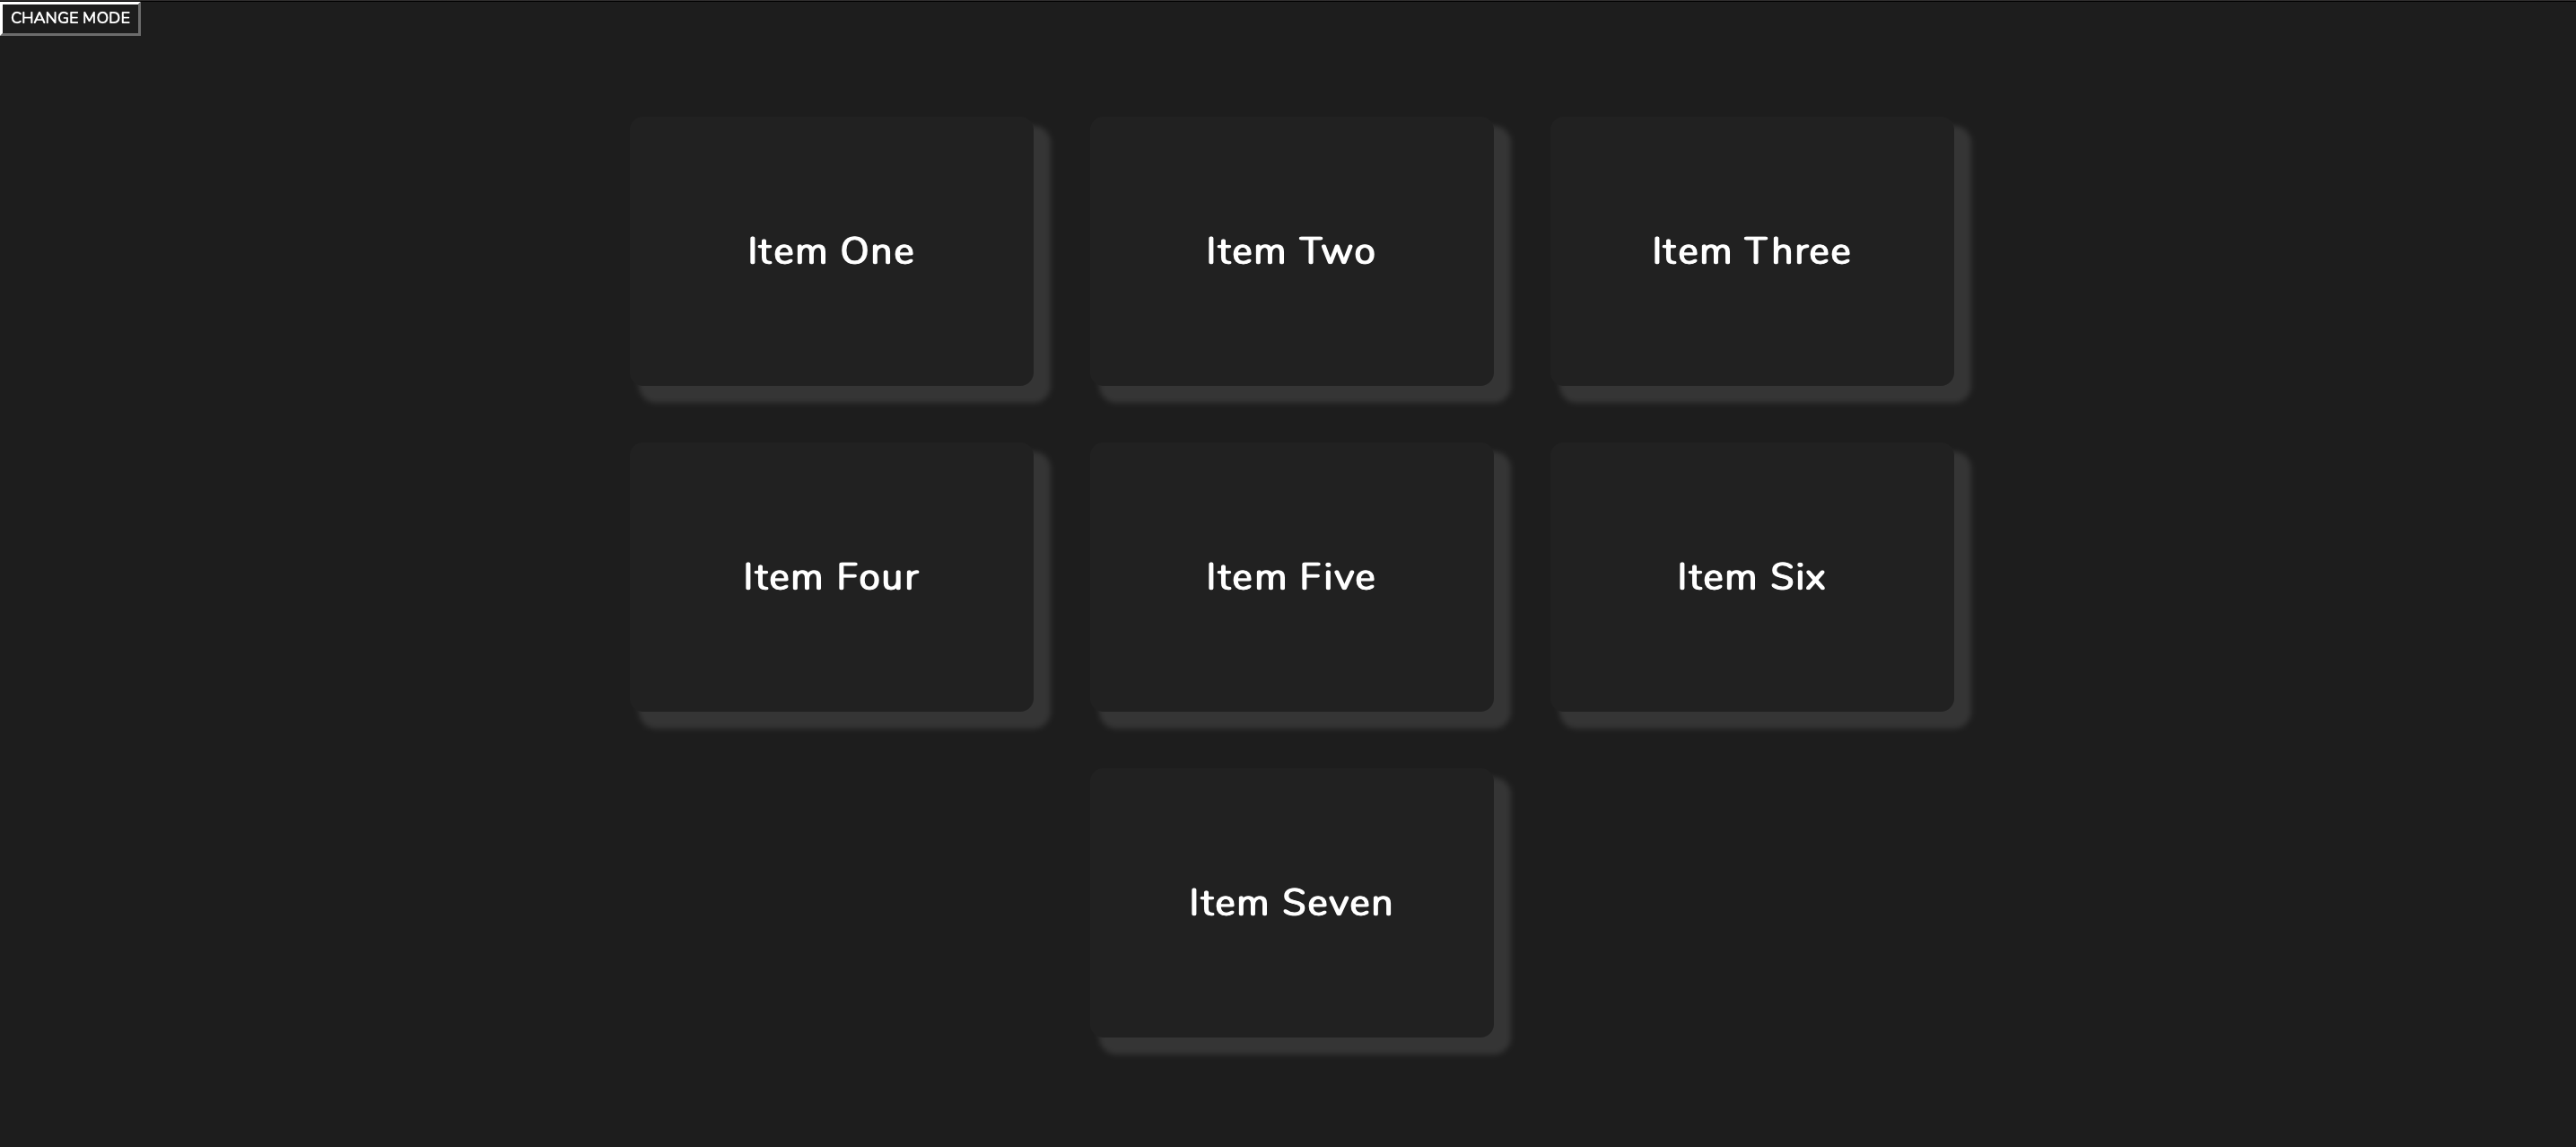 CHANGE MODE
Item One
Item Two
Item Three
Item Four
Item Five
Item Six
Item Seven